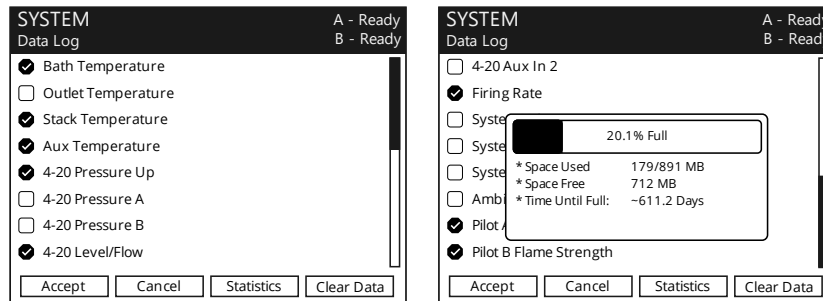 SYSTEM
A - Ready
Data Log
B - Ready
Bath Temperature
Outlet Temperature
Stack Temperature
Aux Temperature
4-20 Pressure Up
4-20 Pressure A
4-20 Pressure B
4-20 Level/Flow
Accept Cancel Statistics Clear Data
SYSTEM
A - Ready
Data Log
B - Read
4-20 Aux In 2
Firing Rate
Syste
Syste
Syste
Ambi
Pilot
20.1% Full
* Space Used 179/891 MB
* Space Free 712 MB
* Time Until Full: ~611.2 Days
Pilot B Flame Strength
Accept Cancel Statistics Clear Data